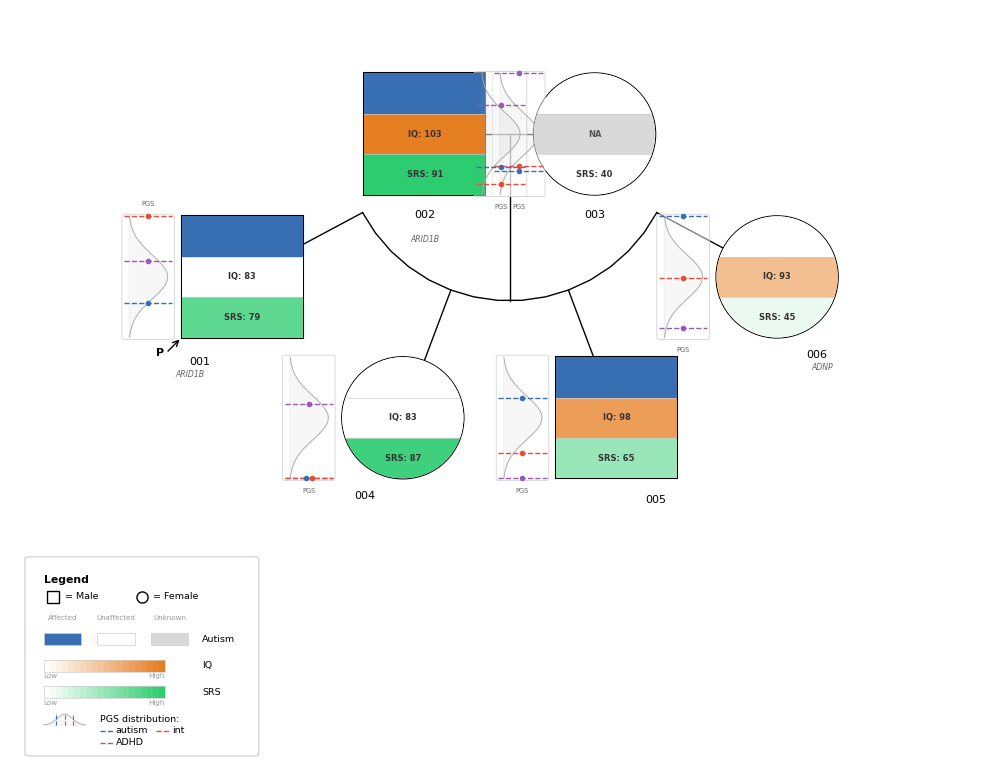 IQ: 103
NA
SRS: 91
SRS: 40
PGS
PGS
PGS
002
003
ARID1B
IQ: 83
IQ: 93
SRS: 79
SRS: 45
P
001
ARID1B
PGS
006
ADNP
IQ: 83
IQ: 98
SRS: 87
SRS: 65
PGS
004
PGS
005
Legend
= Male
= Female
Affected
Unaffected
Unknown
Autism
IQ
Low
High
SRS
Low
High
PGS distribution:
autism
int
ADHD